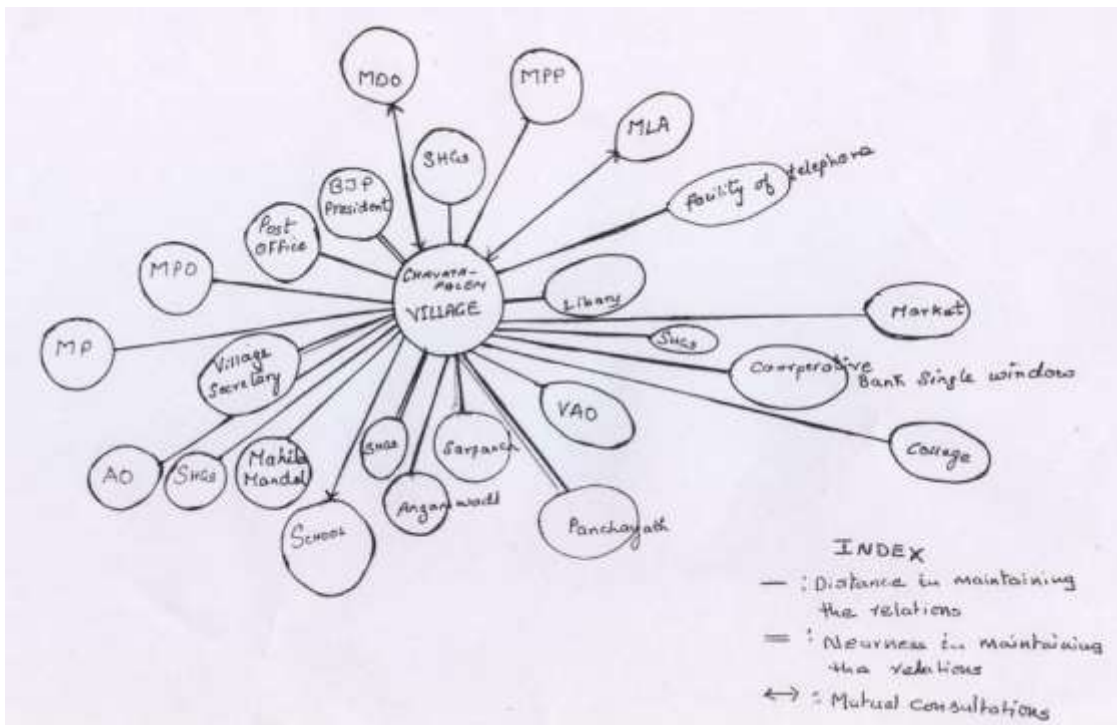 MDO
MPP
MLA
SHGs
Facility of telephone
BJP
President
Post
office
MPO
CHAVATA-
PALEM
VILLAGE
Library
Market
MP
SHGs
Village
Secretary
Cooperative
Bank Single window
VAO
College
AO
SHGs
Mahila
Mandal
SHGs
Sarpanch
Anganwadi
SCHOOL
Panchayath
INDEX
— : Distance in maintaining
the relations
= : Nearness in maintaining
the relations
↔ : Mutual consultations